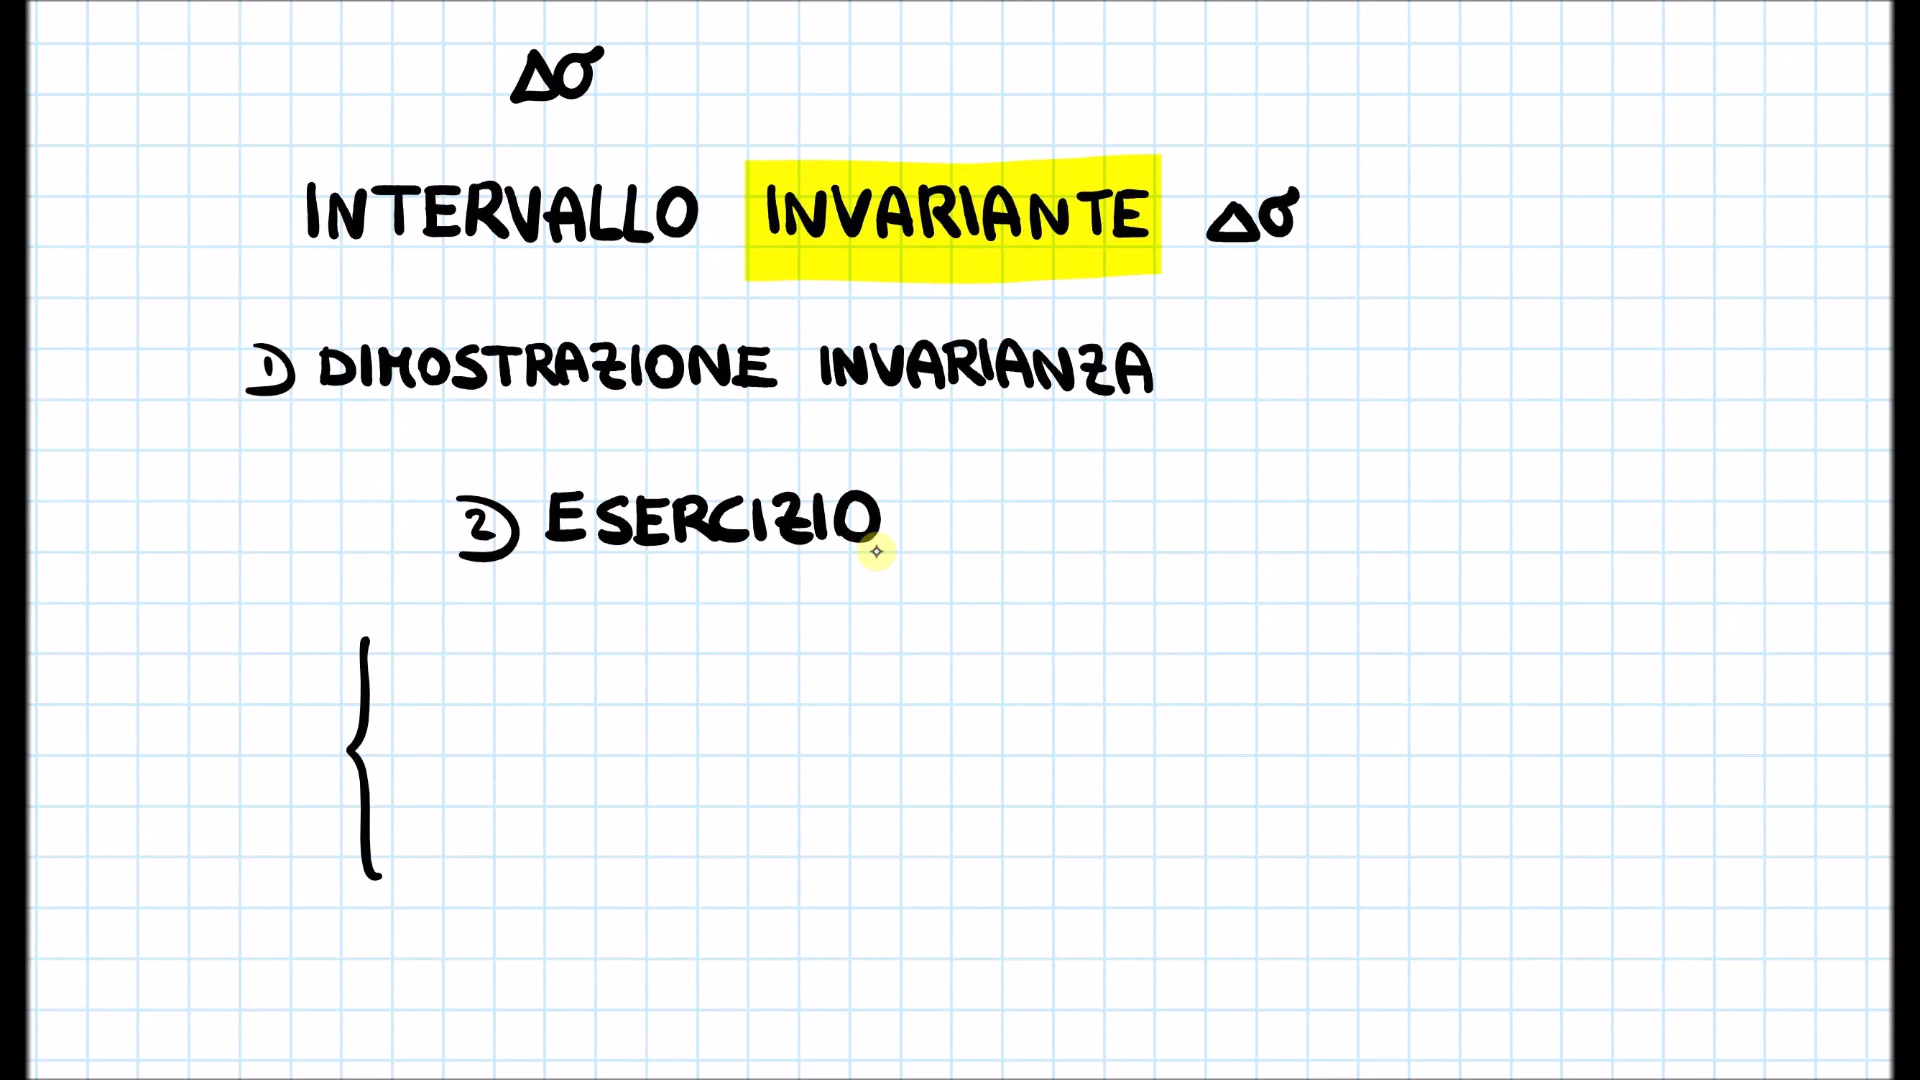 Δσ
INTERVALLO INVARIANTE Δσ
1) DIMOSTRAZIONE INVARIANZA
2) ESERCIZIO
{